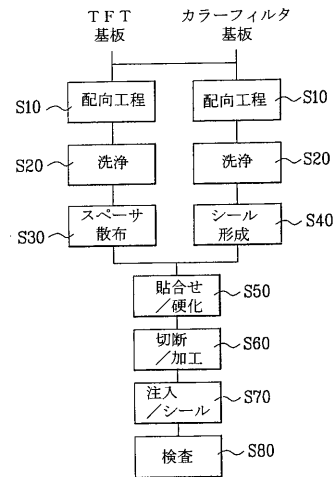 TFT
基板
カラーフィルタ
基板
S10
配向工程
配向工程
S10
S20
洗浄
洗浄
S20
S30
スペーサ
散布
シール
形成
S40
貼合せ
/硬化
S50
切断
/加工
S60
注入
/シール
S70
検査
S80